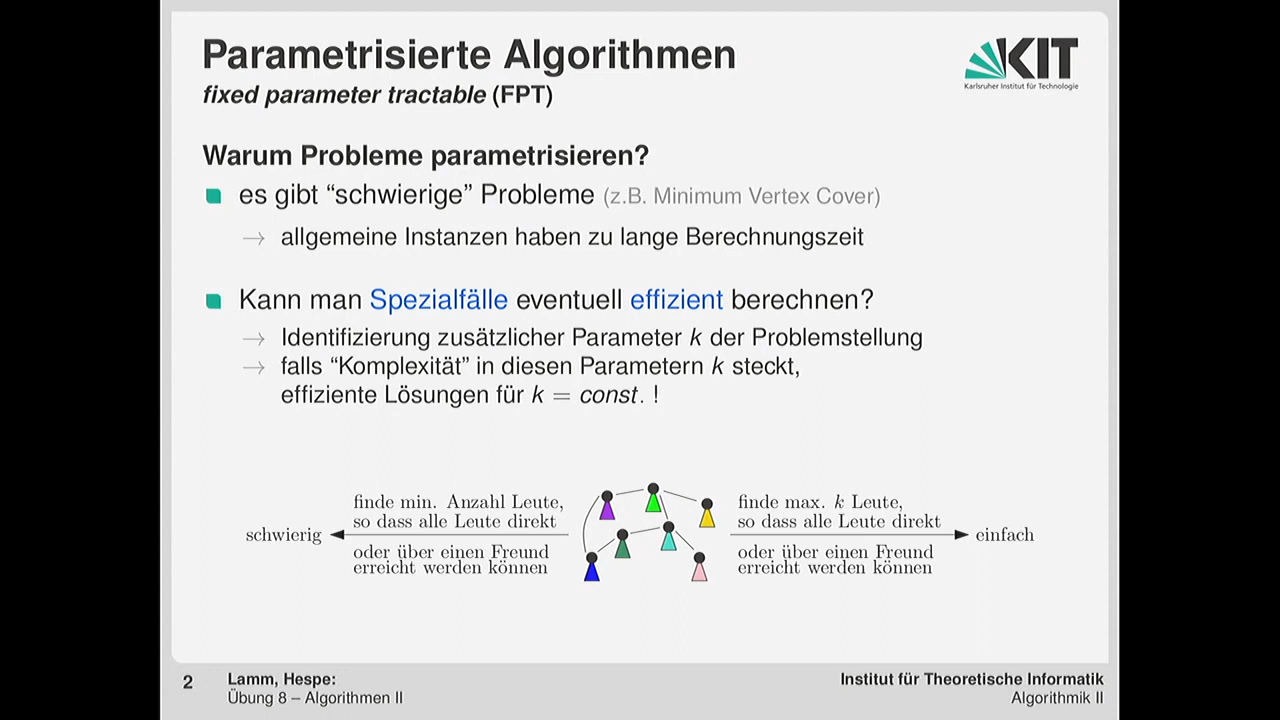 Parametrisierte Algorithmen
fixed parameter tractable (FPT)
KIT
Karlsruher Institut für Technologie
Warum Probleme parametrisieren?
es gibt “schwierige” Probleme (z.B. Minimum Vertex Cover)
→ allgemeine Instanzen haben zu lange Berechnungszeit
Kann man Spezialfälle eventuell effizient berechnen?
→ Identifizierung zusätzlicher Parameter k der Problemstellung
→ falls “Komplexität” in diesen Parametern k steckt,
effiziente Lösungen für k = const. !
schwierig
finde min. Anzahl Leute,
so dass alle Leute direkt
oder über einen Freund
erreicht werden können
finde max. k Leute,
so dass alle Leute direkt
oder über einen Freund
erreicht werden können
einfach
2
Lamm, Hespe:
Übung 8 – Algorithmen II
Institut für Theoretische Informatik
Algorithmik II